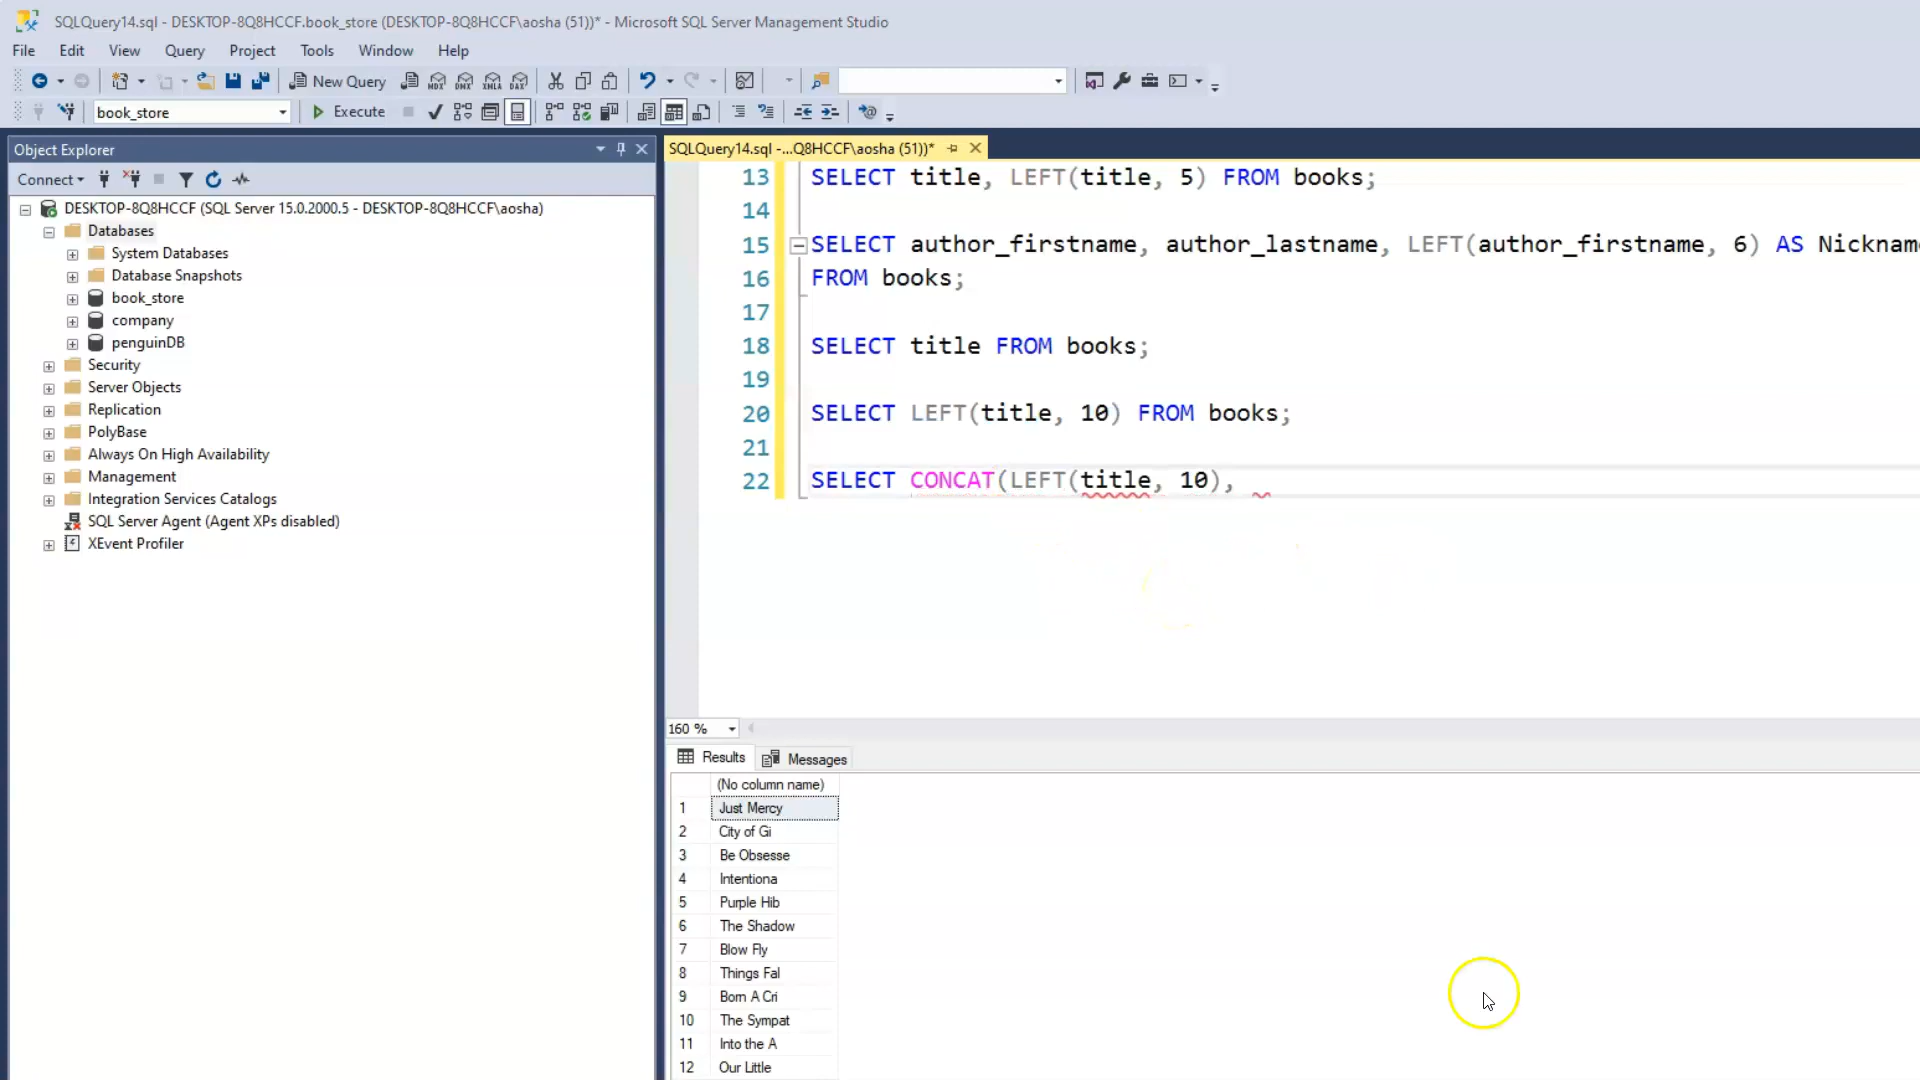 SQLQuery14.sql - DESKTOP-8Q8HCCF.book_store (DESKTOP-8Q8HCCF\aosha (51))* - Microsoft SQL Server Management Studio
File Edit View Query Project Tools Window Help
New Query
book_store Execute
Object Explorer
Connect
DESKTOP-8Q8HCCF (SQL Server 15.0.2000.5 - DESKTOP-8Q8HCCF\aosha)
Databases
System Databases
Database Snapshots
book_store
company
penguinDB
Security
Server Objects
Replication
PolyBase
Always On High Availability
Management
Integration Services Catalogs
SQL Server Agent (Agent XPs disabled)
XEvent Profiler
SQLQuery14.sql -...Q8HCCF\aosha (51))*
13 SELECT title, LEFT(title, 5) FROM books;
14
15 SELECT author_firstname, author_lastname, LEFT(author_firstname, 6) AS Nicknam
16 FROM books;
17
18 SELECT title FROM books;
19
20 SELECT LEFT(title, 10) FROM books;
21
22 SELECT CONCAT(LEFT(title, 10),
160 %
Results Messages
(No column name)
1 Just Mercy
2 City of Gi
3 Be Obsesse
4 Intentiona
5 Purple Hib
6 The Shadow
7 Blow Fly
8 Things Fal
9 Born A Cri
10 The Sympat
11 Into the A
12 Our Little